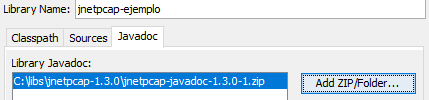 Library Name: jnetpcap-ejemplo
Classpath Sources Javadoc
Library Javadoc:
C:\libs\jnetpcap-1.3.0\jnetpcap-javadoc-1.3.0-1.zip Add ZIP/Folder...